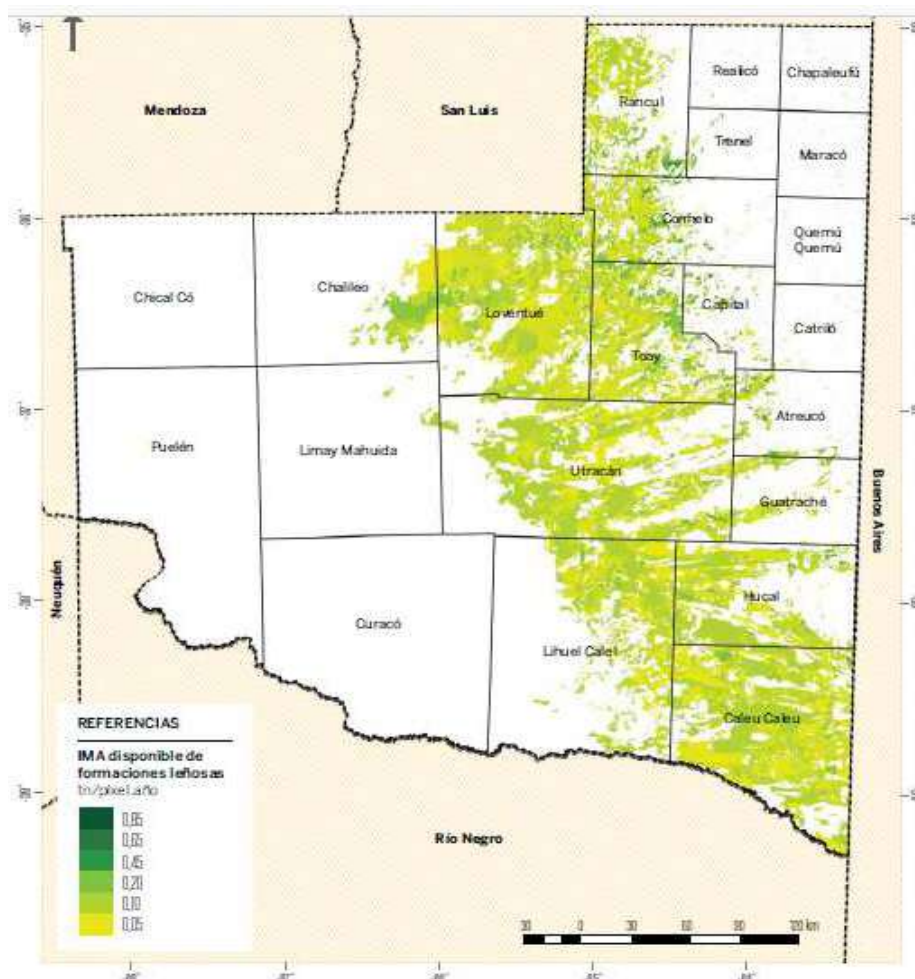 Mendoza
San Luis
Rancul
Realicó
Chapaleufú
Trenel
Maracó
Conhelo
Quemú
Quemú
Chical Có
Chalileo
Loventué
Capital
Catriló
Toay
Atreucó
Puelén
Limay Mahuida
Utracán
Guatraché
Buenos Aires
Neuquén
Hucal
Curacó
Lihuel Calel
Caleu Caleu
REFERENCIAS
IMA disponible de
formaciones leñosas
tn/pixel.año
0,85
0,65
0,45
0,20
0,10
0,05
Río Negro
30 0 30 60 90 120 km